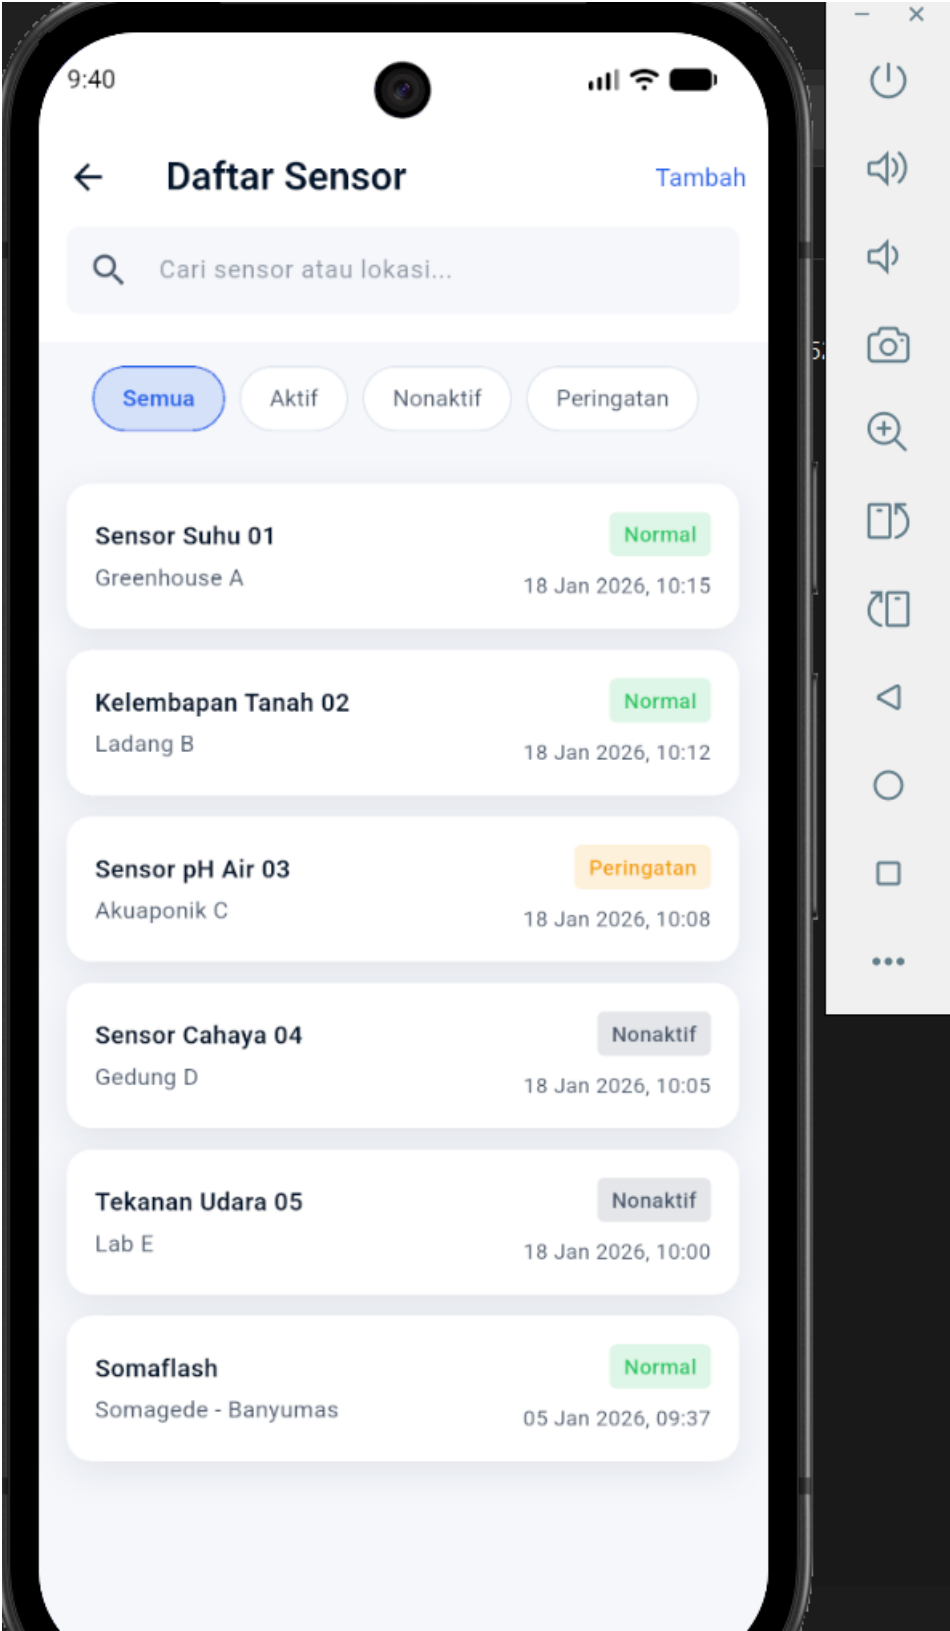 9:40
Daftar Sensor
Tambah
Cari sensor atau lokasi...
Semua
Aktif
Nonaktif
Peringatan
Sensor Suhu 01
Normal
Greenhouse A
18 Jan 2026, 10:15
Kelembapan Tanah 02
Normal
Ladang B
18 Jan 2026, 10:12
Sensor pH Air 03
Peringatan
Akuaponik C
18 Jan 2026, 10:08
Sensor Cahaya 04
Nonaktif
Gedung D
18 Jan 2026, 10:05
Tekanan Udara 05
Nonaktif
Lab E
18 Jan 2026, 10:00
Somaflash
Normal
Somagede - Banyumas
05 Jan 2026, 09:37